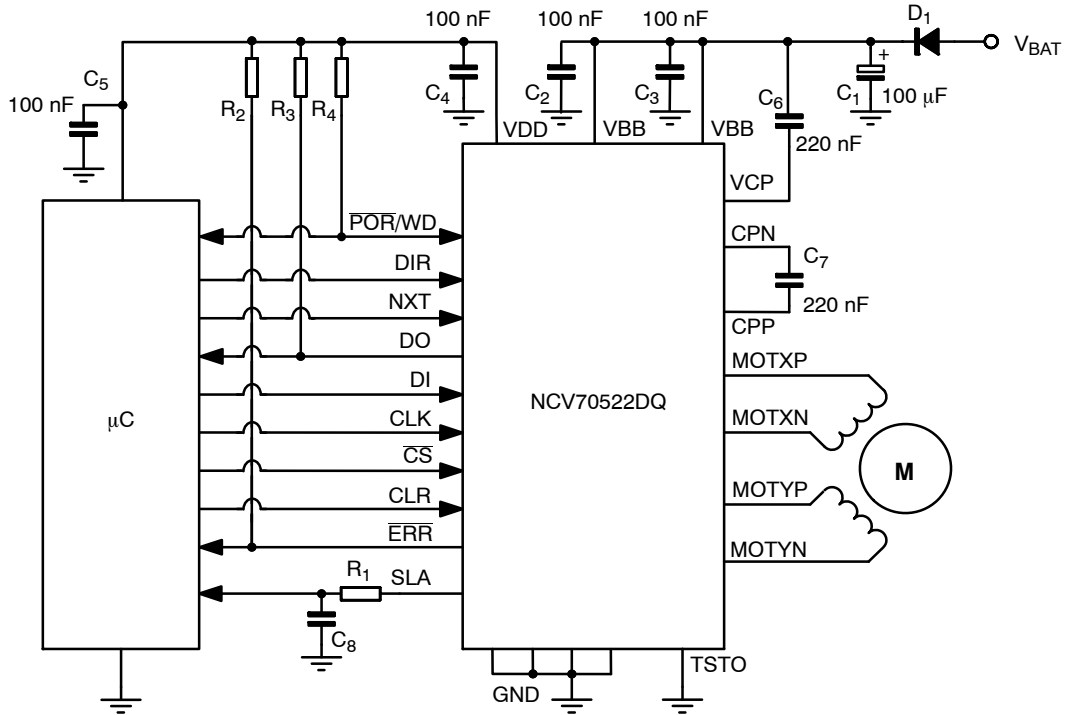 100 nF
100 nF
100 nF
D1
VBAT
C5
100 nF
R2
R3
R4
C4
C2
C3
C6
C1
+
100 μF
VDD
VBB
VBB
220 nF
VCP
POR/WD
CPN
DIR
C7
NXT
220 nF
CPP
DO
MOTXP
DI
NCV70522DQ
μC
CLK
MOTXN
CS
M
CLR
MOTYP
ERR
MOTYN
R1
SLA
C8
GND
TSTO